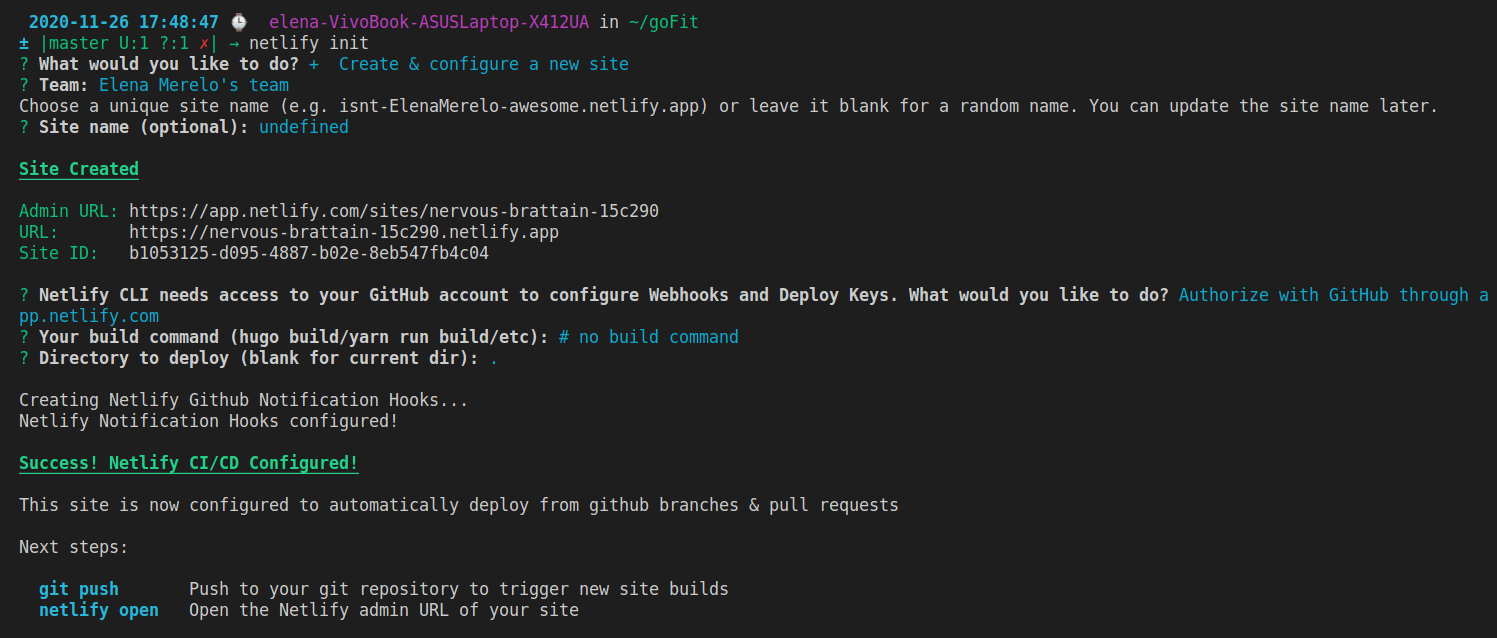 2020-11-26 17:48:47 ⌚ elena-VivoBook-ASUSLaptop-X412UA in ~/goFit
± |master U:1 ?:1 ✗| → netlify init
? What would you like to do? +  Create & configure a new site
? Team: Elena Merelo's team
Choose a unique site name (e.g. isnt-ElenaMerelo-awesome.netlify.app) or leave it blank for a random name. You can update the site name later.
? Site name (optional): undefined
Site Created
Admin URL: https://app.netlify.com/sites/nervous-brattain-15c290
URL:       https://nervous-brattain-15c290.netlify.app
Site ID:   b1053125-d095-4887-b02e-8eb547fb4c04
? Netlify CLI needs access to your GitHub account to configure Webhooks and Deploy Keys. What would you like to do? Authorize with GitHub through a
pp.netlify.com
? Your build command (hugo build/yarn run build/etc): # no build command
? Directory to deploy (blank for current dir): .
Creating Netlify Github Notification Hooks...
Netlify Notification Hooks configured!
Success! Netlify CI/CD Configured!
This site is now configured to automatically deploy from github branches & pull requests
Next steps:
git push       Push to your git repository to trigger new site builds
netlify open   Open the Netlify admin URL of your site